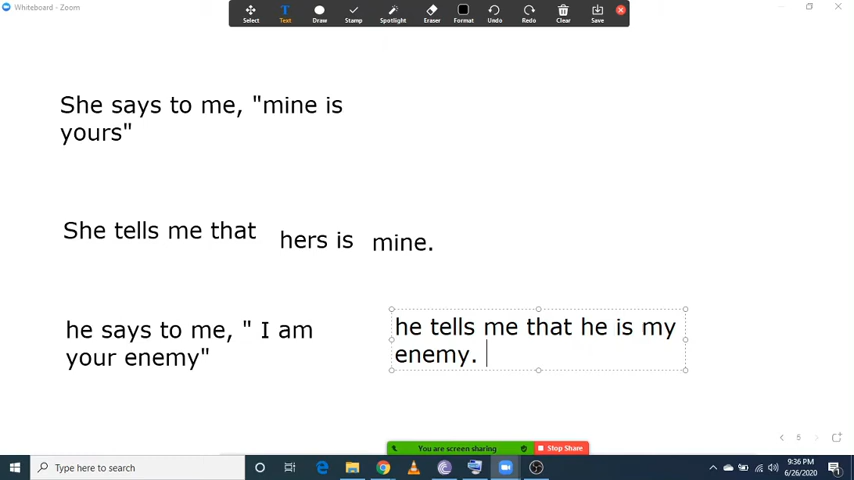 Whiteboard - Zoom
Select
Text
Draw
Stamp
Spotlight
Eraser
Format
Undo
Redo
Clear
Save
She says to me, "mine is
yours"
She tells me that hers is mine.
he says to me, " I am
your enemy"
he tells me that he is my
enemy.
5
You are screen sharing
Stop Share
Type here to search
9:36 PM
6/26/2020